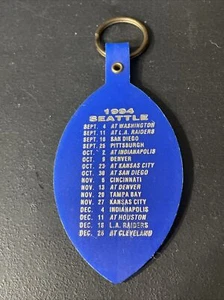 1994
SEATTLE
SEPT. 4 AT WASHINGTON
SEPT. 11 AT L.A. RAIDERS
SEPT. 18 SAN DIEGO
SEPT. 25 PITTSBURGH
OCT. 2 AT INDIANAPOLIS
OCT. 9 DENVER
OCT. 23 AT KANSAS CITY
OCT. 30 AT SAN DIEGO
NOV. 6 CINCINNATI
NOV. 13 AT DENVER
NOV. 20 TAMPA BAY
NOV. 27 KANSAS CITY
DEC. 4 INDIANAPOLIS
DEC. 11 AT HOUSTON
DEC. 18 L.A. RAIDERS
DEC. 24 AT CLEVELAND